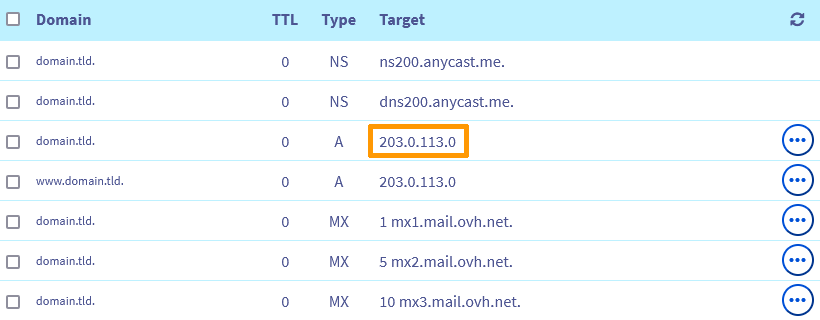 Domain TTL Type Target
domain.tld. 0 NS ns200.anycast.me.
domain.tld. 0 NS dns200.anycast.me.
domain.tld. 0 A 203.0.113.0
www.domain.tld. 0 A 203.0.113.0
domain.tld. 0 MX 1 mx1.mail.ovh.net.
domain.tld. 0 MX 5 mx2.mail.ovh.net.
domain.tld. 0 MX 10 mx3.mail.ovh.net.